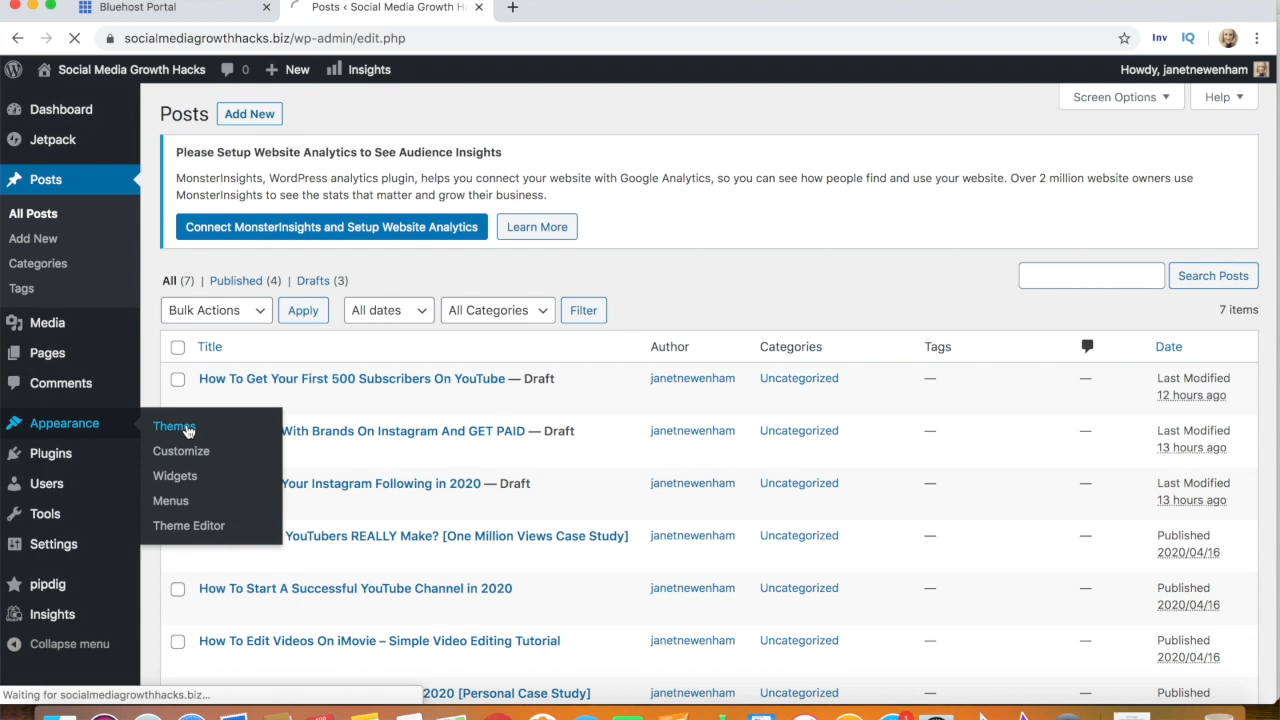 Bluehost Portal
Posts ‹ Social Media Growth Ha
socialmediagrowthhacks.biz/wp-admin/edit.php
Inv
IQ
Social Media Growth Hacks
0
New
Insights
Howdy, janetnewenham
Dashboard
Jetpack
Posts
All Posts
Add New
Categories
Tags
Media
Pages
Comments
Appearance
Plugins
Users
Tools
Settings
pipdig
Insights
Collapse menu
Themes
Customize
Widgets
Menus
Theme Editor
Posts
Add New
Screen Options
Help
Please Setup Website Analytics to See Audience Insights
MonsterInsights, WordPress analytics plugin, helps you connect your website with Google Analytics, so you can see how people find and use your website. Over 2 million website owners use
MonsterInsights to see the stats that matter and grow their business.
Connect MonsterInsights and Setup Website Analytics
Learn More
All (7) | Published (4) | Drafts (3)
Search Posts
Bulk Actions
Apply
All dates
All Categories
Filter
7 items
Title
Author
Categories
Tags
Date
How To Get Your First 500 Subscribers On YouTube — Draft
janetnewenham
Uncategorized
—
—
Last Modified
12 hours ago
With Brands On Instagram And GET PAID — Draft
janetnewenham
Uncategorized
—
—
Last Modified
13 hours ago
Your Instagram Following in 2020 — Draft
janetnewenham
Uncategorized
—
—
Last Modified
13 hours ago
YouTubers REALLY Make? [One Million Views Case Study]
janetnewenham
Uncategorized
—
—
Published
2020/04/16
How To Start A Successful YouTube Channel in 2020
janetnewenham
Uncategorized
—
—
Published
2020/04/16
How To Edit Videos On iMovie – Simple Video Editing Tutorial
janetnewenham
Uncategorized
—
—
Published
2020/04/16
2020 [Personal Case Study]
janetnewenham
Uncategorized
—
—
Published
Waiting for socialmediagrowthhacks.biz...